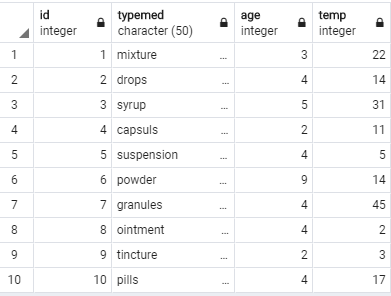 id typemed age temp
integer character (50) integer integer
1 1 mixture ... 3 22
2 2 drops ... 4 14
3 3 syrup ... 5 31
4 4 capsuls ... 2 11
5 5 suspension ... 4 5
6 6 powder ... 9 14
7 7 granules ... 4 45
8 8 ointment ... 4 2
9 9 tincture ... 2 3
10 10 pills ... 4 17